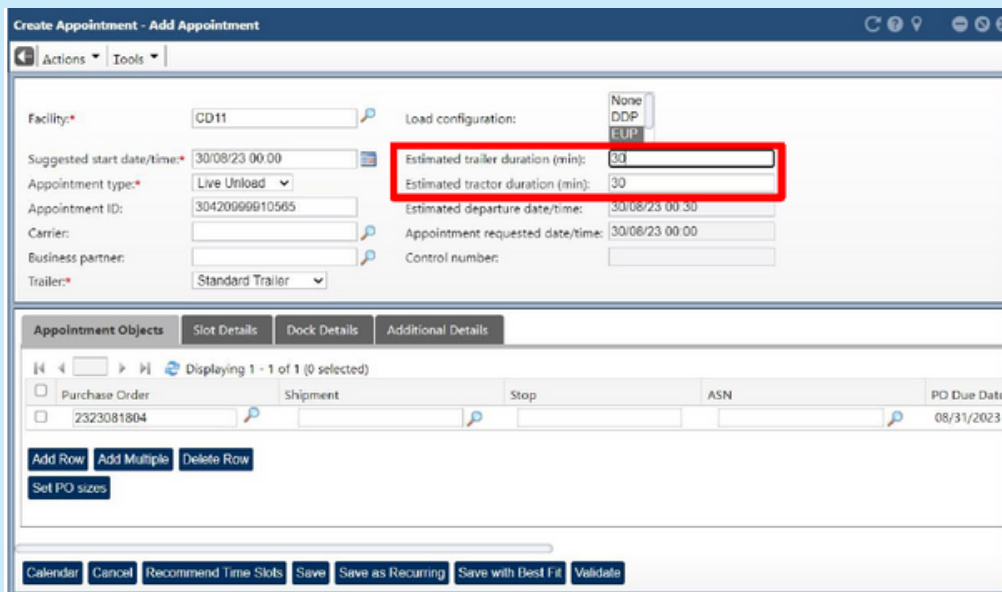 Create Appointment - Add Appointment
Actions Tools
Facility:* CD11 Load configuration: None
DDP
EUP
Suggested start date/time:* 30/08/23 00:00 Estimated trailer duration (min): 30
Appointment type:* Live Unload Estimated tractor duration (min): 30
Appointment ID: 30420999910565 Estimated departure date/time: 30/08/23 00:30
Carrier: Appointment requested date/time: 30/08/23 00:00
Business partner: Control number:
Trailer:* Standard Trailer
Appointment Objects Slot Details Dock Details Additional Details
Displaying 1 - 1 of 1 (0 selected)
Purchase Order Shipment Stop ASN PO Due Date
2323081804 08/31/2023
Add Row Add Multiple Delete Row
Set PO sizes
Calendar Cancel Recommend Time Slots Save Save as Recurring Save with Best Fit Validate